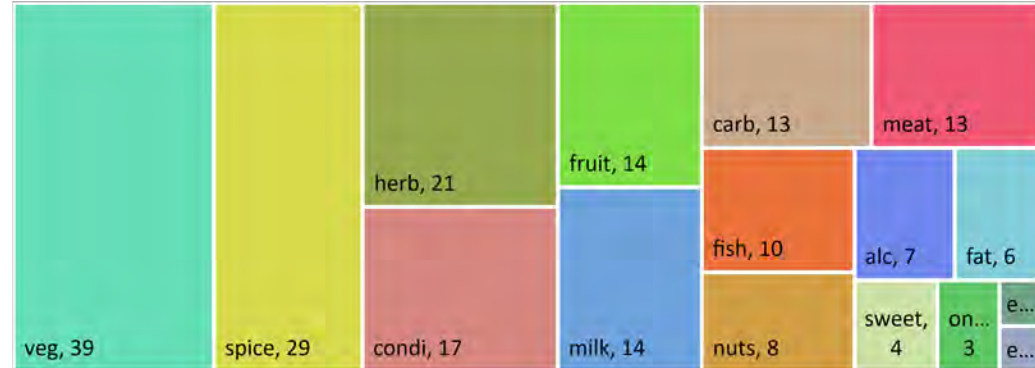 veg, 39
spice, 29
herb, 21
condi, 17
fruit, 14
milk, 14
carb, 13
meat, 13
fish, 10
nuts, 8
alc, 7
fat, 6
sweet,
4
on...
3
e...
e...